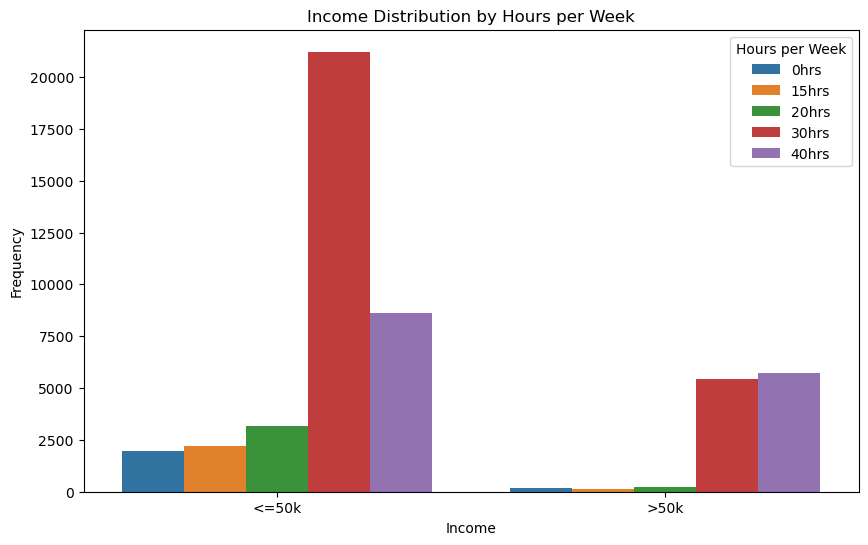 Income Distribution by Hours per Week
Hours per Week
0hrs
15hrs
20hrs
30hrs
40hrs
20000
17500
15000
12500
10000
7500
5000
2500
0
Frequency
<=50k >50k
Income